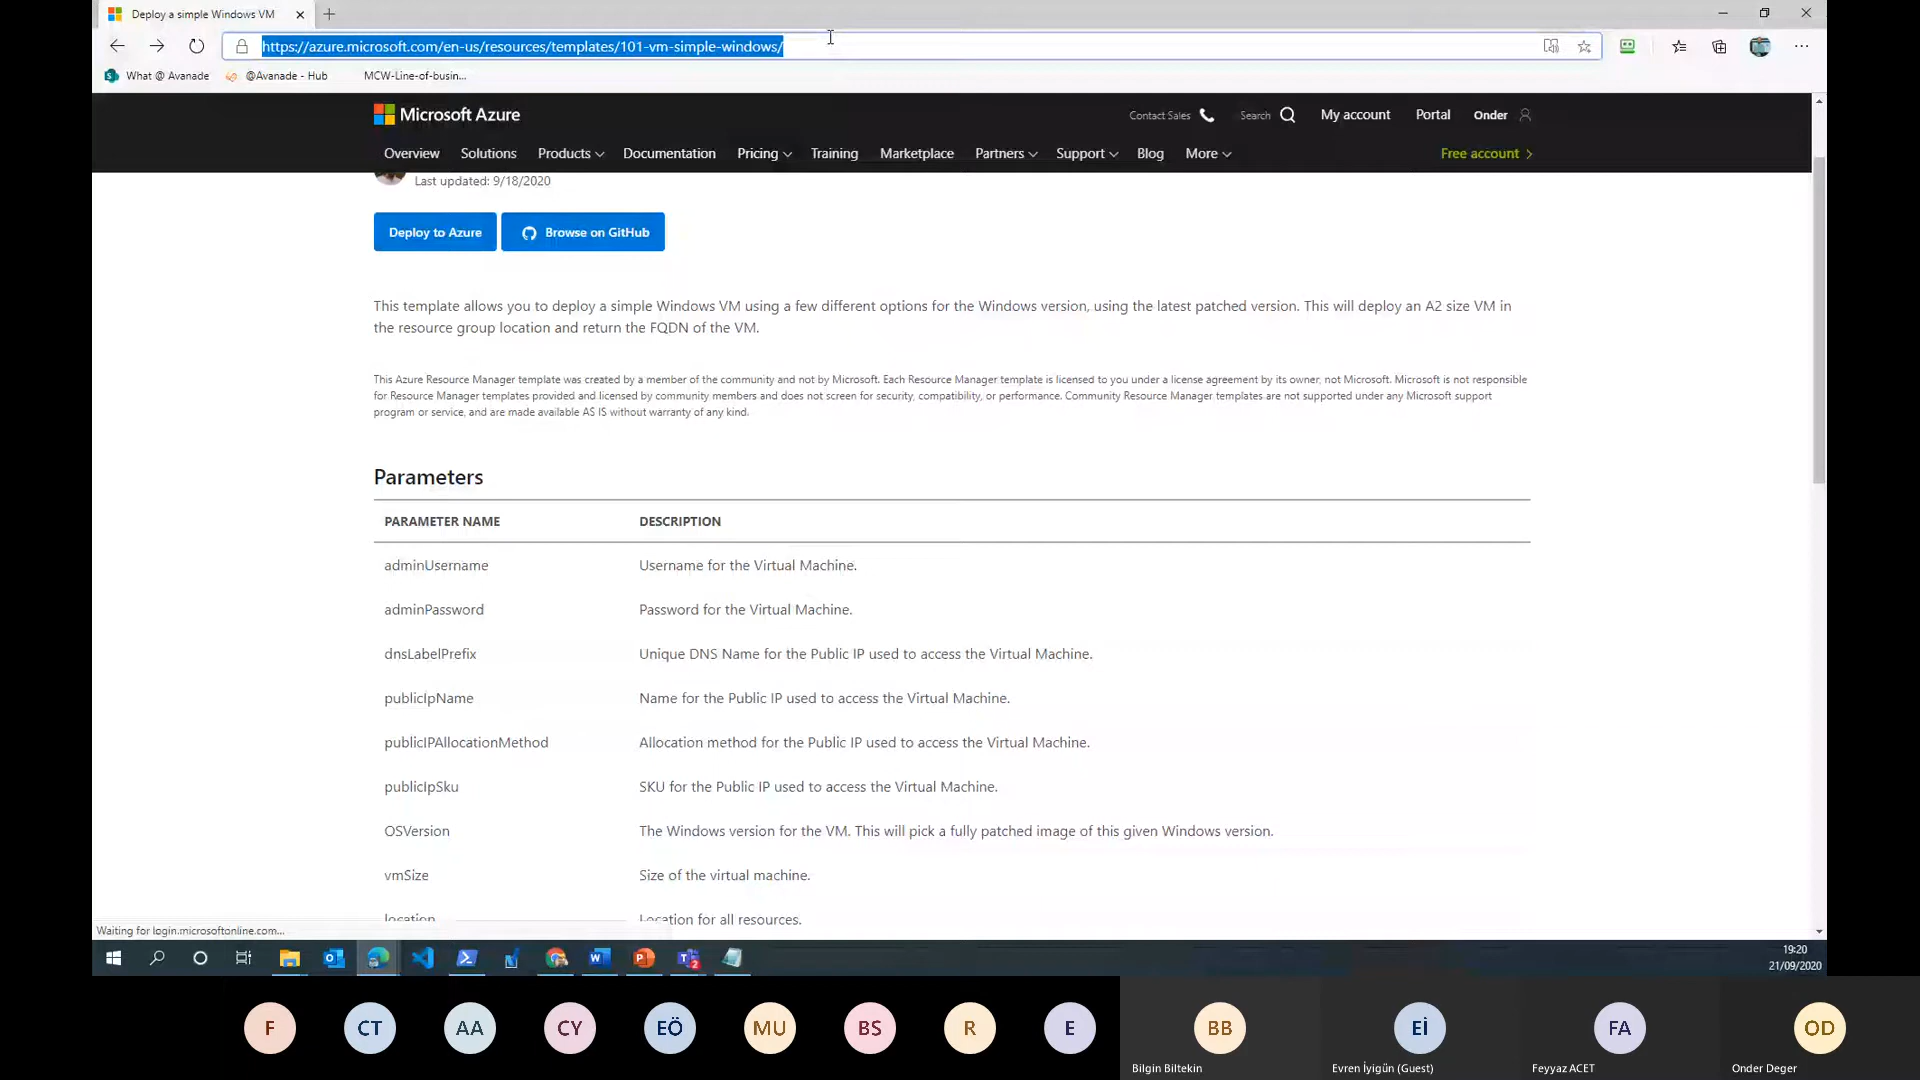 Deploy a simple Windows VM
https://azure.microsoft.com/en-us/resources/templates/101-vm-simple-windows/
What @ Avanade
@Avanade - Hub
MCW-Line-of-busin...
Microsoft Azure
Contact Sales
Search
My account
Portal
Onder
Overview
Solutions
Products
Documentation
Pricing
Training
Marketplace
Partners
Support
Blog
More
Free account
Last updated: 9/18/2020
Deploy to Azure
Browse on GitHub
This template allows you to deploy a simple Windows VM using a few different options for the Windows version, using the latest patched version. This will deploy an A2 size VM in
the resource group location and return the FQDN of the VM.
This Azure Resource Manager template was created by a member of the community and not by Microsoft. Each Resource Manager template is licensed to you under a license agreement by its owner, not Microsoft. Microsoft is not responsible
for Resource Manager templates provided and licensed by community members and does not screen for security, compatibility, or performance. Community Resource Manager templates are not supported under any Microsoft support
program or service, and are made available AS IS without warranty of any kind.
Parameters
PARAMETER NAME
DESCRIPTION
adminUsername
Username for the Virtual Machine.
adminPassword
Password for the Virtual Machine.
dnsLabelPrefix
Unique DNS Name for the Public IP used to access the Virtual Machine.
publicIpName
Name for the Public IP used to access the Virtual Machine.
publicIPAllocationMethod
Allocation method for the Public IP used to access the Virtual Machine.
publicIpSku
SKU for the Public IP used to access the Virtual Machine.
OSVersion
The Windows version for the VM. This will pick a fully patched image of this given Windows version.
vmSize
Size of the virtual machine.
location
Location for all resources.
Waiting for login.microsoftonline.com...
19:20
21/09/2020
F
CT
AA
CY
EÖ
MU
BS
R
E
BB
Eİ
FA
OD
Bilgin Biltekin
Evren İyigün (Guest)
Feyyaz ACET
Onder Deger